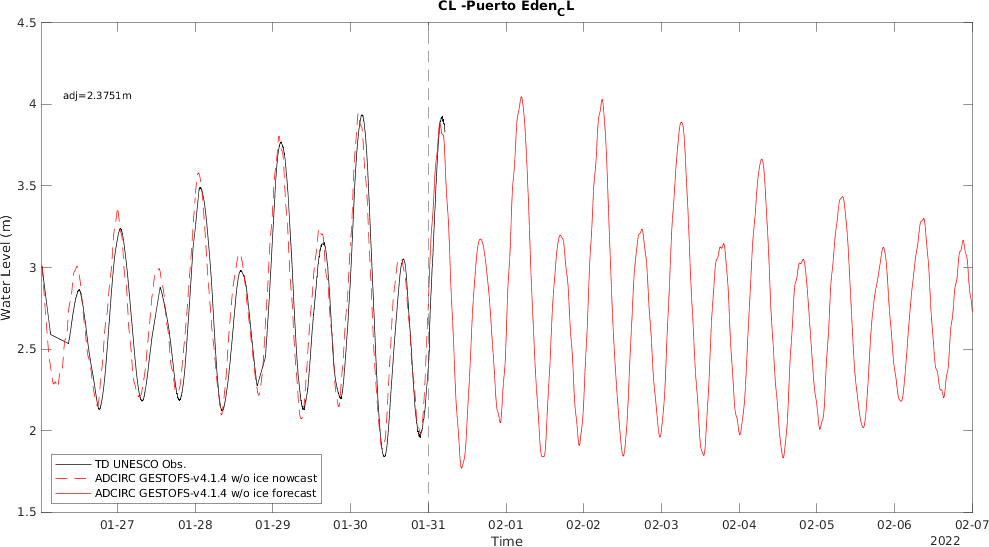 CL -Puerto Eden_CL
4.5
4
3.5
3
2.5
2
1.5
Water Level (m)
adj=2.3751m
TD UNESCO Obs.
ADCIRC GESTOFS-v4.1.4 w/o ice nowcast
ADCIRC GESTOFS-v4.1.4 w/o ice forecast
01-27 01-28 01-29 01-30 01-31 02-01 02-02 02-03 02-04 02-05 02-06 02-07
Time
2022